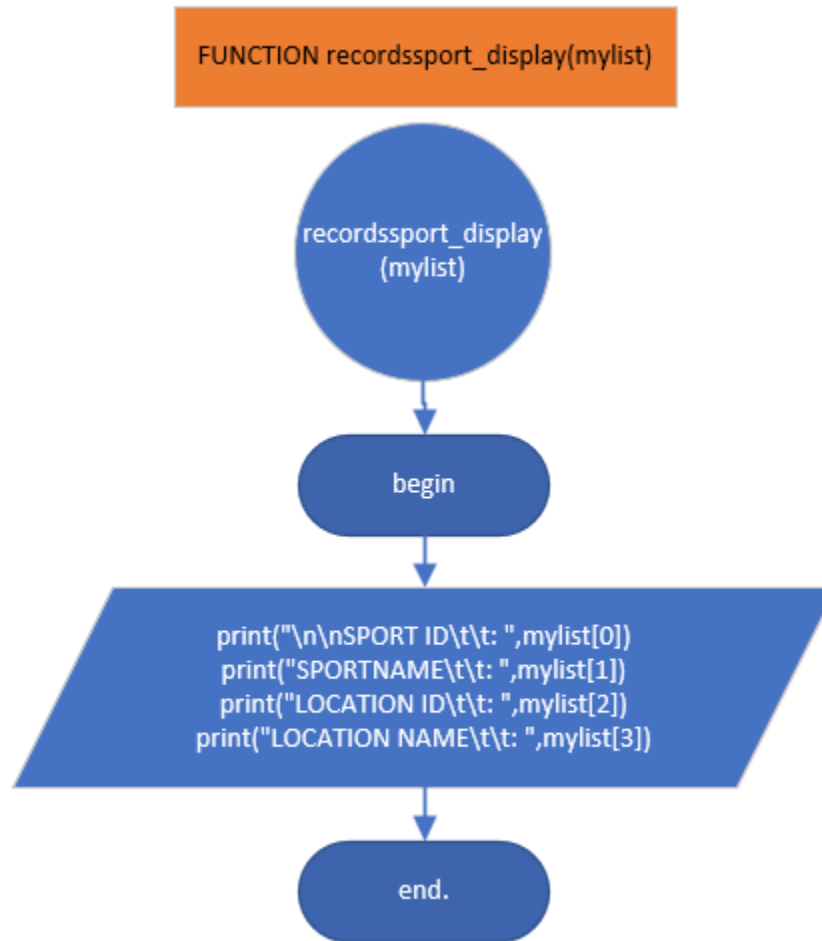 FUNCTION recordssport_display(mylist)
recordssport_display
(mylist)
begin
print("\n\nSPORT ID\t\t: ",mylist[0])
print("SPORTNAME\t\t: ",mylist[1])
print("LOCATION ID\t\t: ",mylist[2])
print("LOCATION NAME\t\t: ",mylist[3])
end.